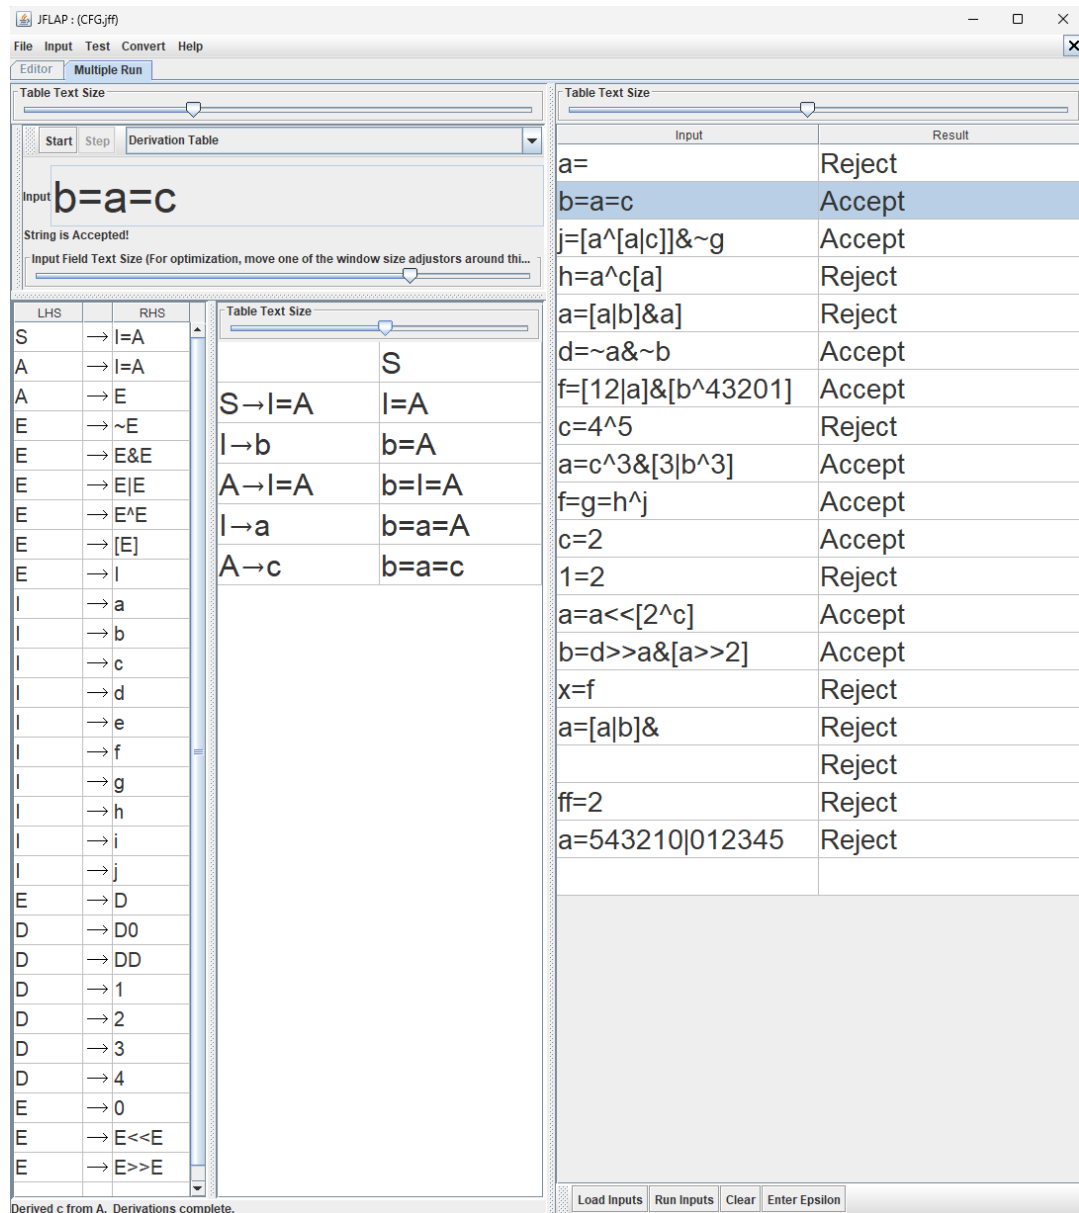 JFLAP : (CFG.jff)
File Input Test Convert Help
Editor Multiple Run
Table Text Size
Start Step Derivation Table
Input b=a=c
String is Accepted!
Input Field Text Size (For optimization, move one of the window size adjustors around thi...
LHS RHS
S → I=A
A → I=A
A → E
E → ~E
E → E&E
E → E|E
E → E^E
E → [E]
E → I
I → a
I → b
I → c
I → d
I → e
I → f
I → g
I → h
I → i
I → j
E → D
D → D0
D → DD
D → 1
D → 2
D → 3
D → 4
E → 0
E → E<<E
E → E>>E
Table Text Size
S
S→I=A I=A
I→b b=A
A→I=A b=I=A
I→a b=a=A
A→c b=a=c
Table Text Size
Input Result
a= Reject
b=a=c Accept
j=[a^[a|c]]&~g Accept
h=a^c[a] Reject
a=[a|b]&a] Reject
d=~a&~b Accept
f=[12|a]&[b^43201] Accept
c=4^5 Reject
a=c^3&[3|b^3] Accept
f=g=h^j Accept
c=2 Accept
1=2 Reject
a=a<<[2^c] Accept
b=d>>a&[a>>2] Accept
x=f Reject
a=[a|b]& Reject
Reject
ff=2 Reject
a=543210|012345 Reject
Load Inputs Run Inputs Clear Enter Epsilon
Derived c from A. Derivations complete.